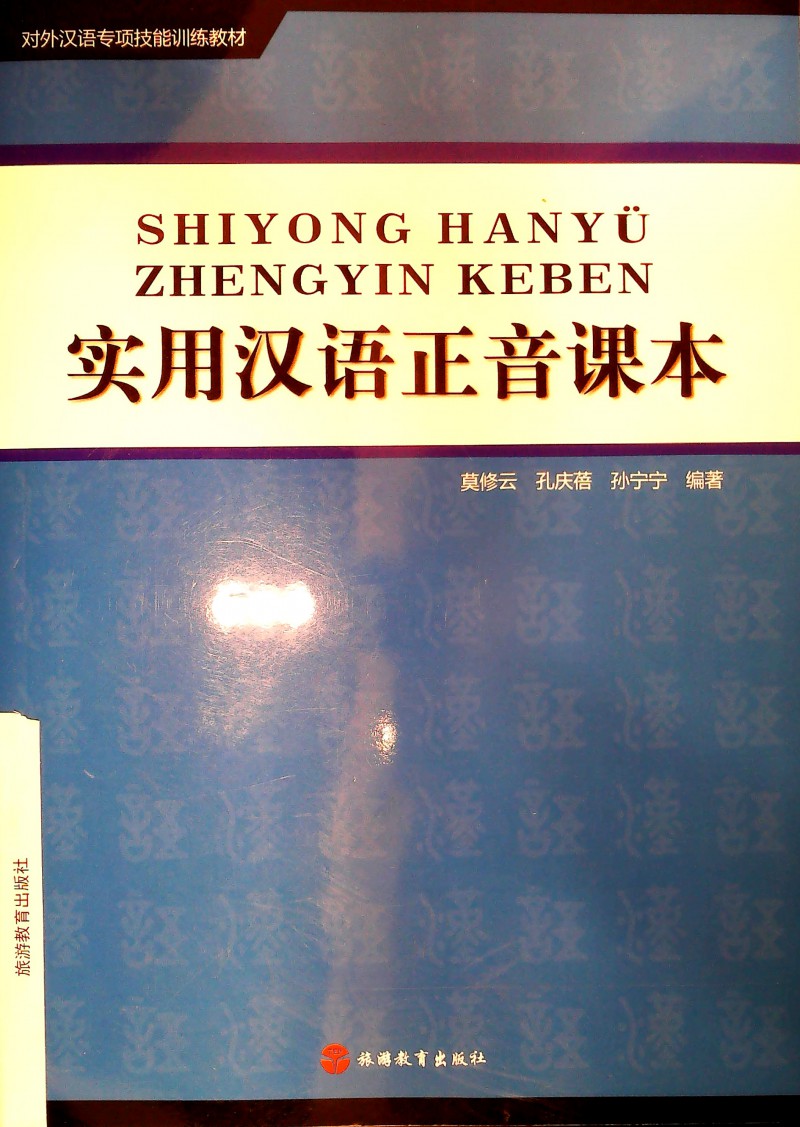 对外汉语专项技能训练教材
SHIYONG HANYÜ
ZHENGYIN KEBEN
实用汉语正音课本
莫修云 孔庆蓓 孙宁宁 编著
旅游教育出版社
旅游教育出版社